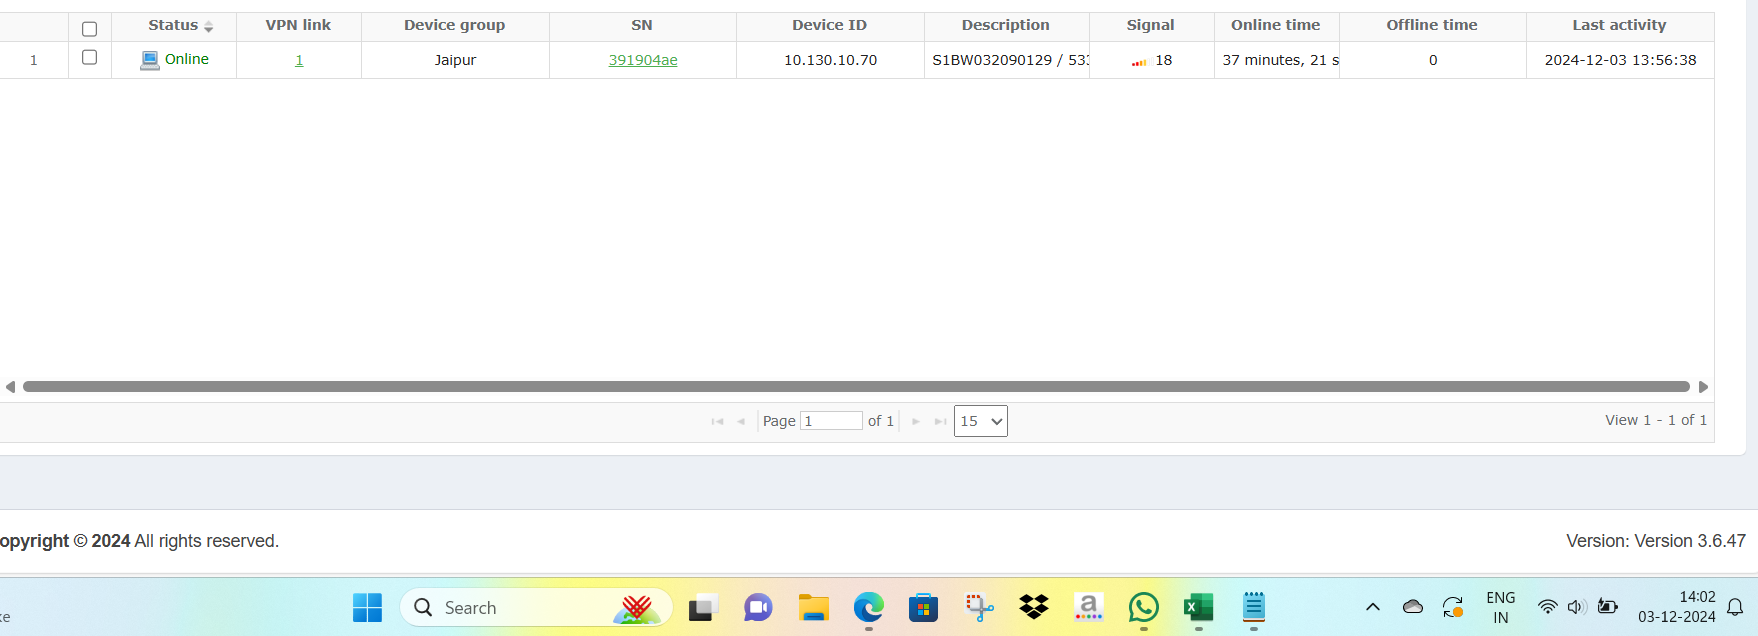 Status VPN link Device group SN Device ID Description Signal Online time Offline time Last activity
1 Online 1 Jaipur 391904ae 10.130.10.70 S1BW032090129 / 533 18 37 minutes, 21 s 0 2024-12-03 13:56:38
Page 1 of 1 15 View 1 - 1 of 1
opyright © 2024 All rights reserved. Version: Version 3.6.47
Search
ENG
IN
14:02
03-12-2024